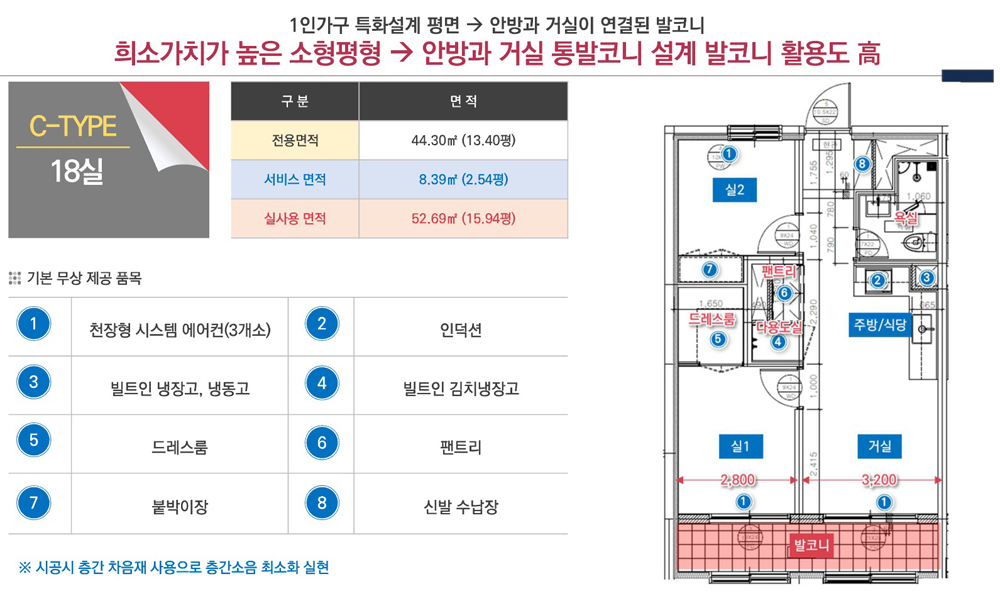 1인가구 특화설계 평면 → 안방과 거실이 연결된 발코니
희소가치가 높은 소형평형 → 안방과 거실 통발코니 설계 발코니 활용도 高
C-TYPE
18실
구 분 면 적
전용면적 44.30㎡ (13.40평)
서비스 면적 8.39㎡ (2.54평)
실사용 면적 52.69㎡ (15.94평)
기본 무상 제공 품목
1 천장형 시스템 에어컨(3개소) 2 인덕션
3 빌트인 냉장고, 냉동고 4 빌트인 김치냉장고
5 드레스룸 6 팬트리
7 붙박이장 8 신발 수납장
※ 시공시 층간 차음재 사용으로 층간소음 최소화 실현
1
8
실2
1,755
1,295
60
1,060
욕실
780
1,040
790
7
팬트리
6
2
3
1,650
드레스룸
다용도실
5
4
2,290
665
주방/식당
1,000
실1
거실
2,415
2,800
3,200
1
1
발코니